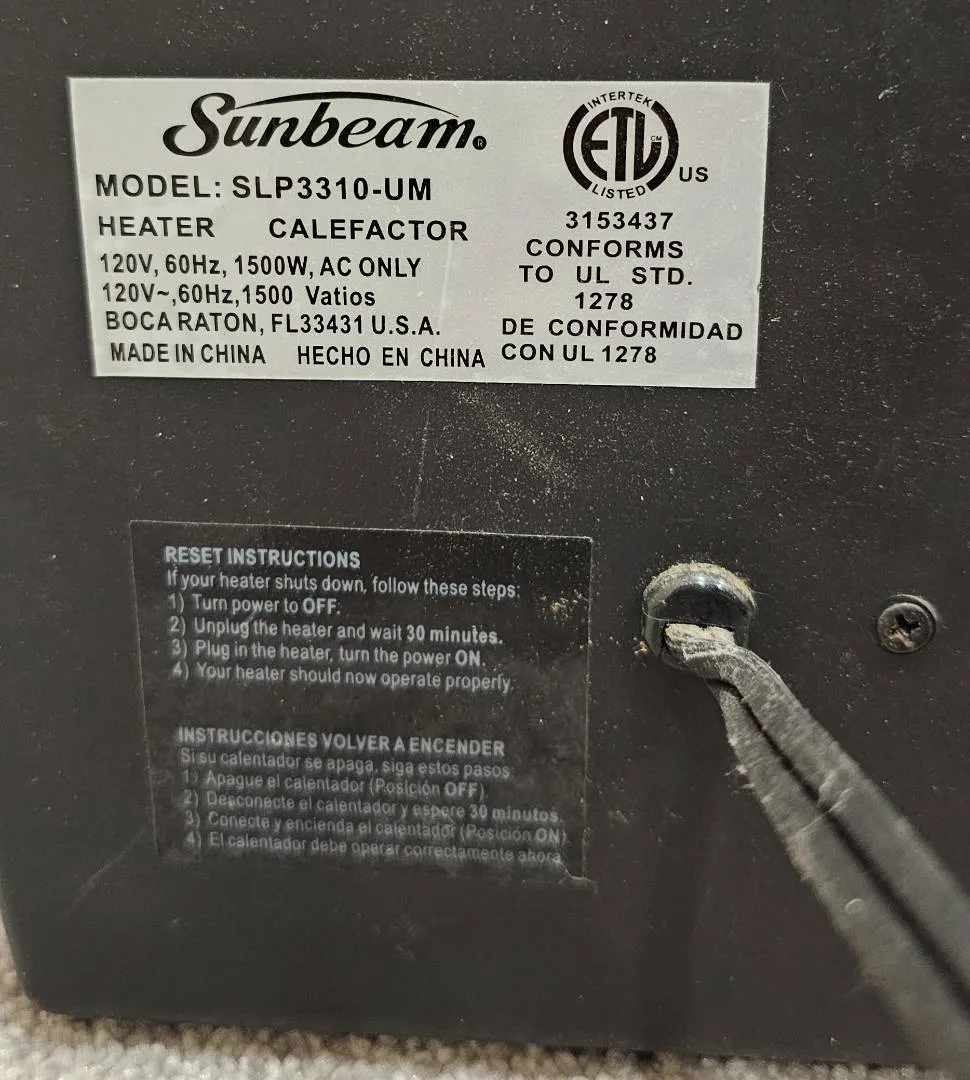 Sunbeam®
MODEL: SLP3310-UM
HEATER CALEFACTOR
120V, 60Hz, 1500W, AC ONLY
120V~,60Hz,1500 Vatios
BOCA RATON, FL33431 U.S.A.
MADE IN CHINA HECHO EN CHINA
INTERTEK
ETL CM
LISTED
US
3153437
CONFORMS
TO UL STD.
1278
DE CONFORMIDAD
CON UL 1278
RESET INSTRUCTIONS
If your heater shuts down, follow these steps:
1) Turn power to OFF.
2) Unplug the heater and wait 30 minutes.
3) Plug in the heater, turn the power ON.
4) Your heater should now operate properly.
INSTRUCCIONES VOLVER A ENCENDER
Si su calentador se apaga, siga estos pasos
1) Apague el calentador (Posición OFF)
2) Desconecte el calentador y espere 30 minutos.
3) Conecte y encienda el calentador (Posición ON)
4) El calentador debe operar correctamente ahora